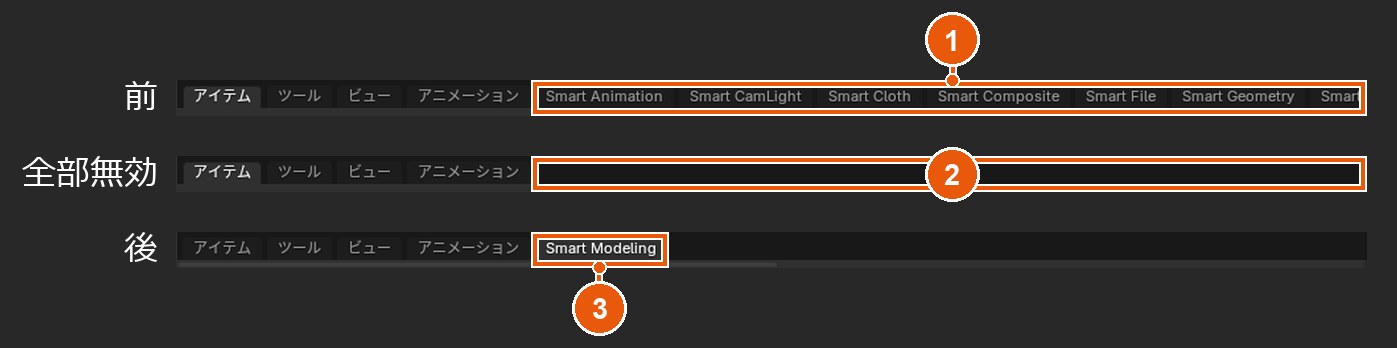 1
前 アイテム ツール ビュー アニメーション Smart Animation Smart CamLight Smart Cloth Smart Composite Smart File Smart Geometry Smart
全部無効 アイテム ツール ビュー アニメーション 2
後 アイテム ツール ビュー アニメーション Smart Modeling
3